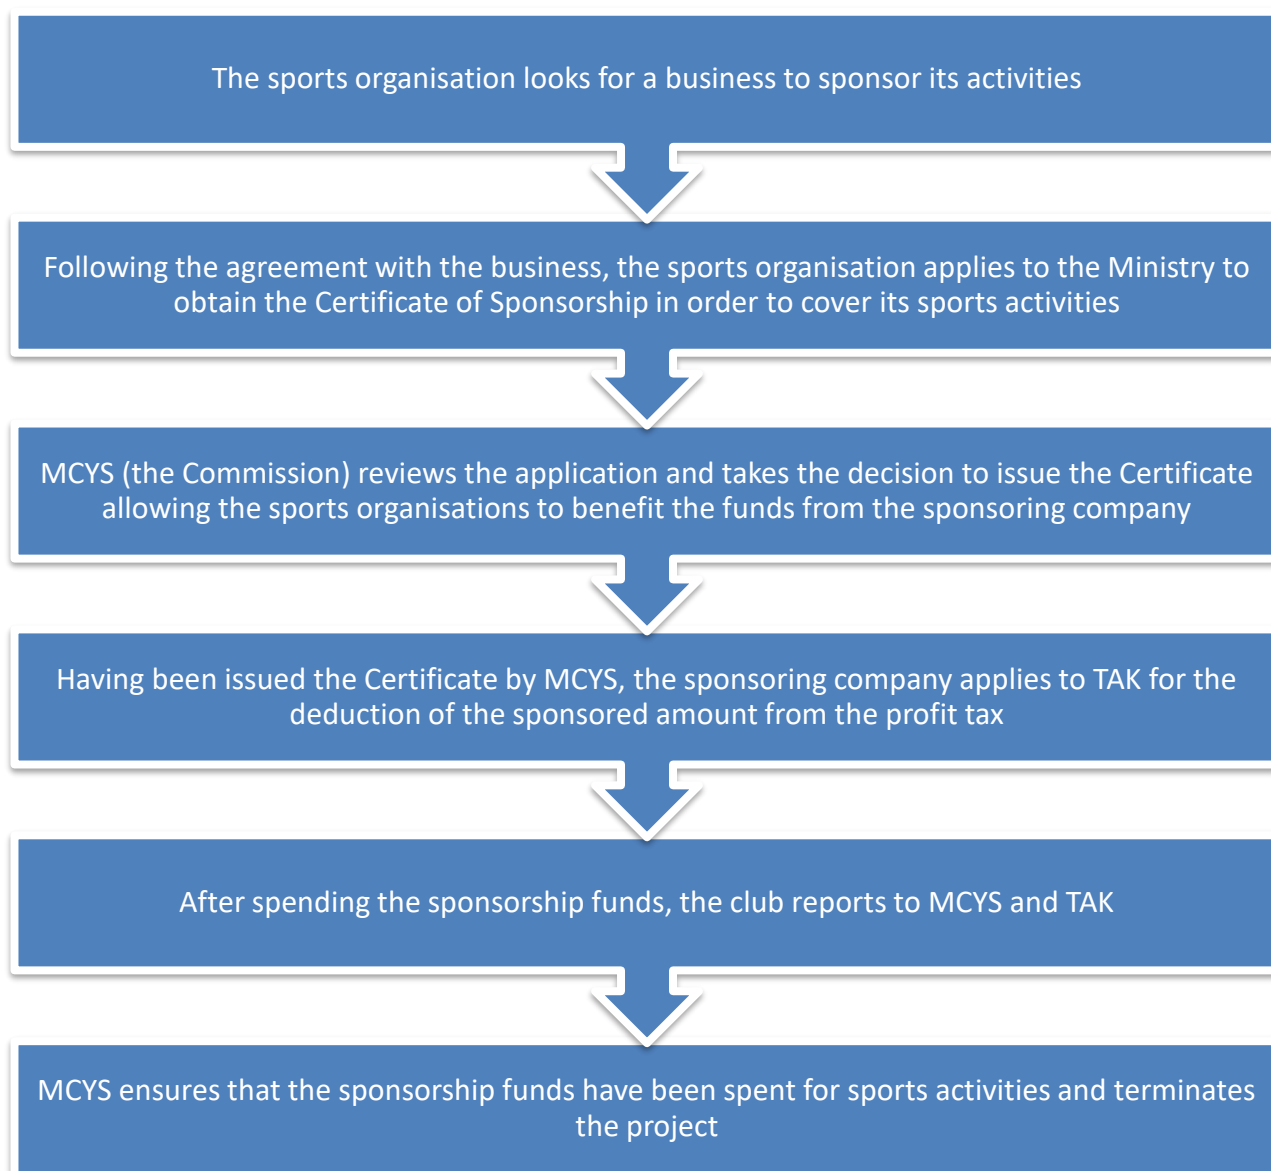 The sports organisation looks for a business to sponsor its activities
Following the agreement with the business, the sports organisation applies to the Ministry to
obtain the Certificate of Sponsorship in order to cover its sports activities
MCYS (the Commission) reviews the application and takes the decision to issue the Certificate
allowing the sports organisations to benefit the funds from the sponsoring company
Having been issued the Certificate by MCYS, the sponsoring company applies to TAK for the
deduction of the sponsored amount from the profit tax
After spending the sponsorship funds, the club reports to MCYS and TAK
MCYS ensures that the sponsorship funds have been spent for sports activities and terminates
the project